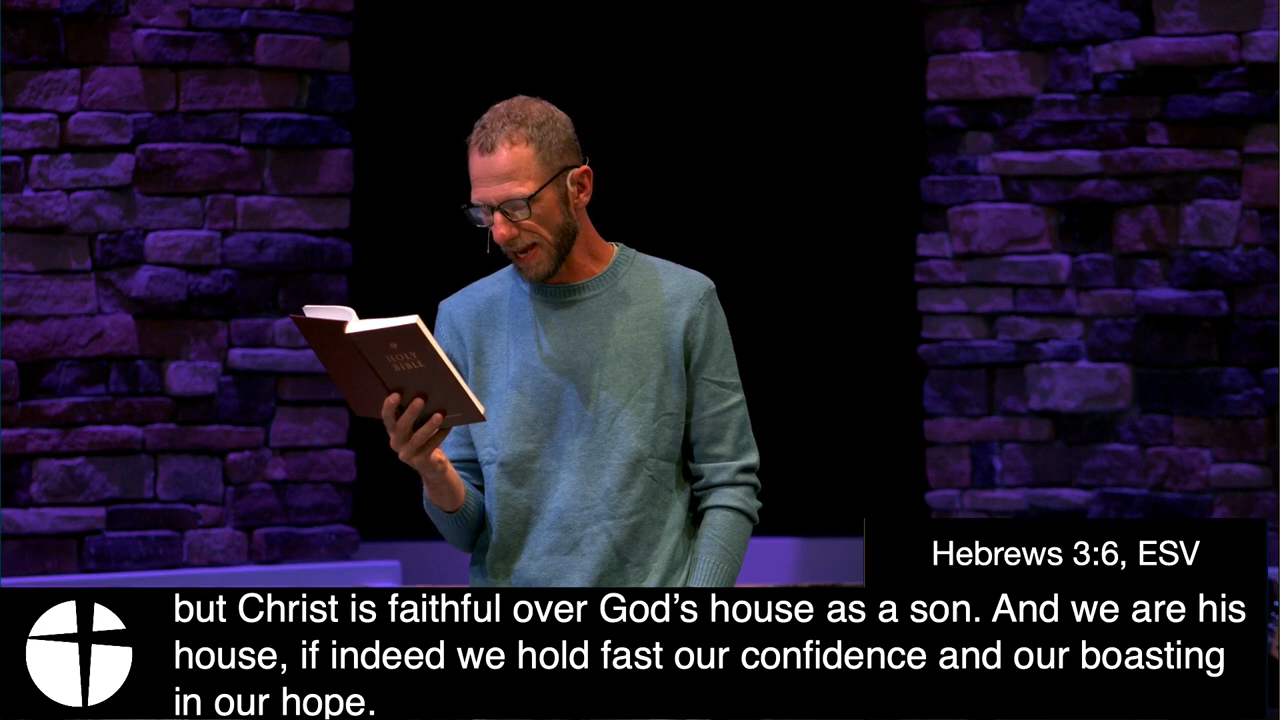 HOLY
BIBLE
Hebrews 3:6, ESV
but Christ is faithful over God’s house as a son. And we are his
house, if indeed we hold fast our confidence and our boasting
in our hope.